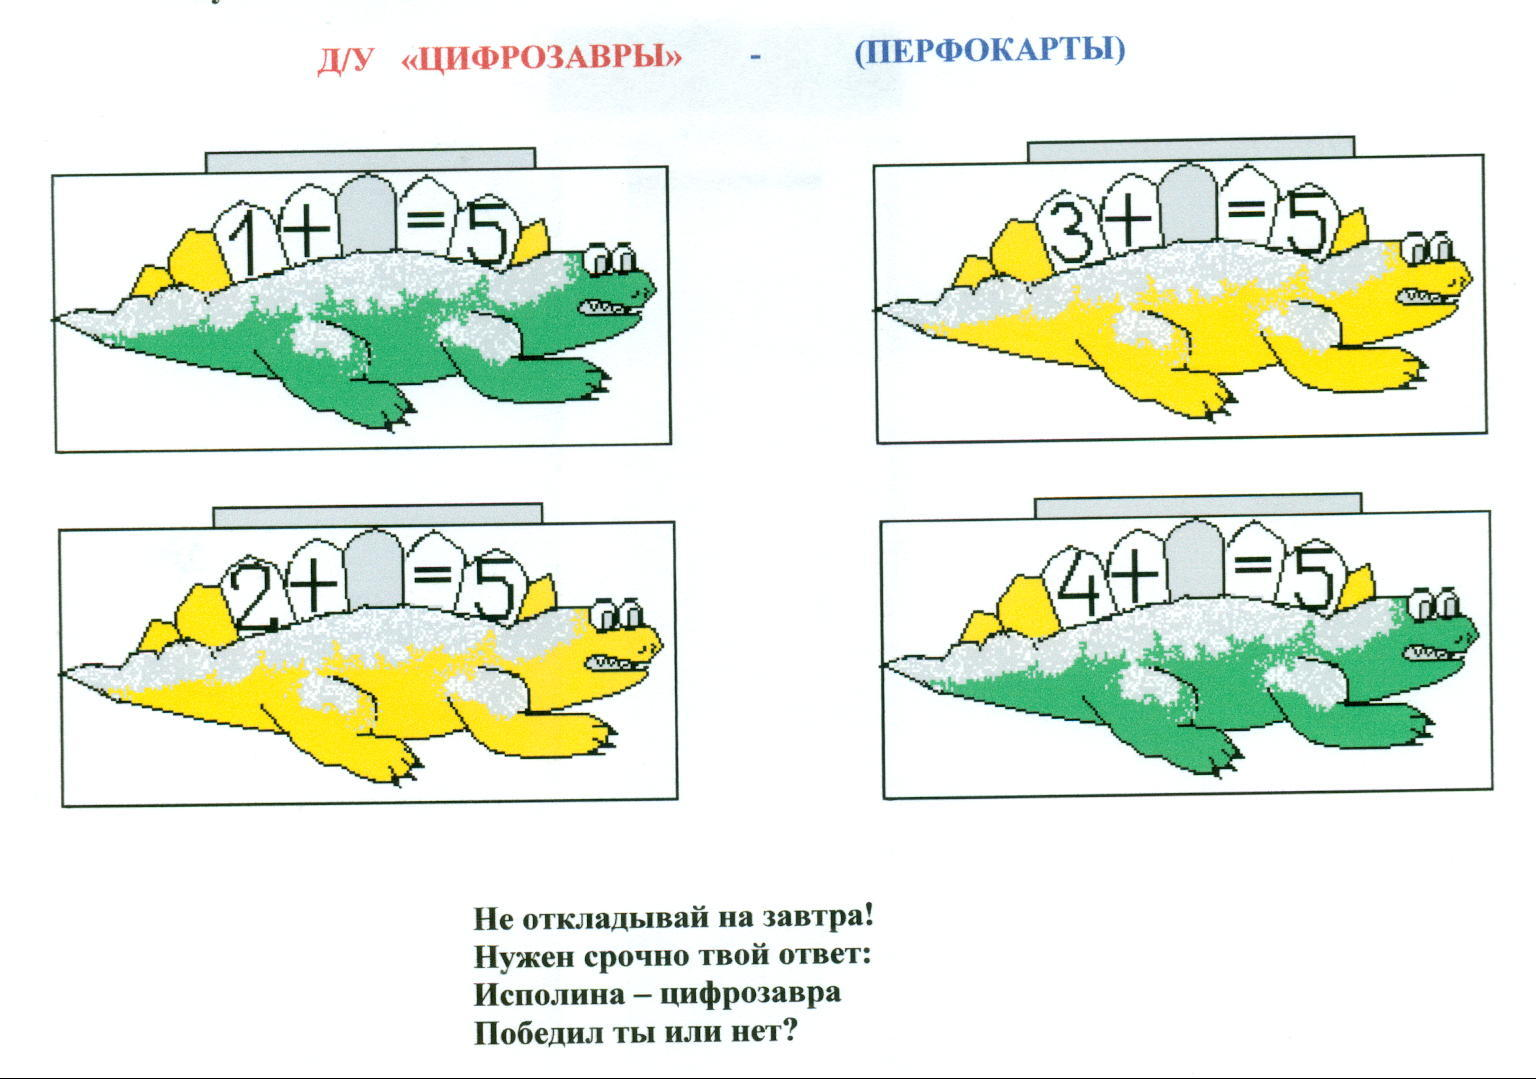 Д/У «ЦИФРОЗАВРЫ» - (ПЕРФОКАРТЫ)
1 + = 5
3 + = 5
2 + = 5
4 + = 5
Не откладывай на завтра!
Нужен срочно твой ответ:
Исполина – цифрозавра
Победил ты или нет?